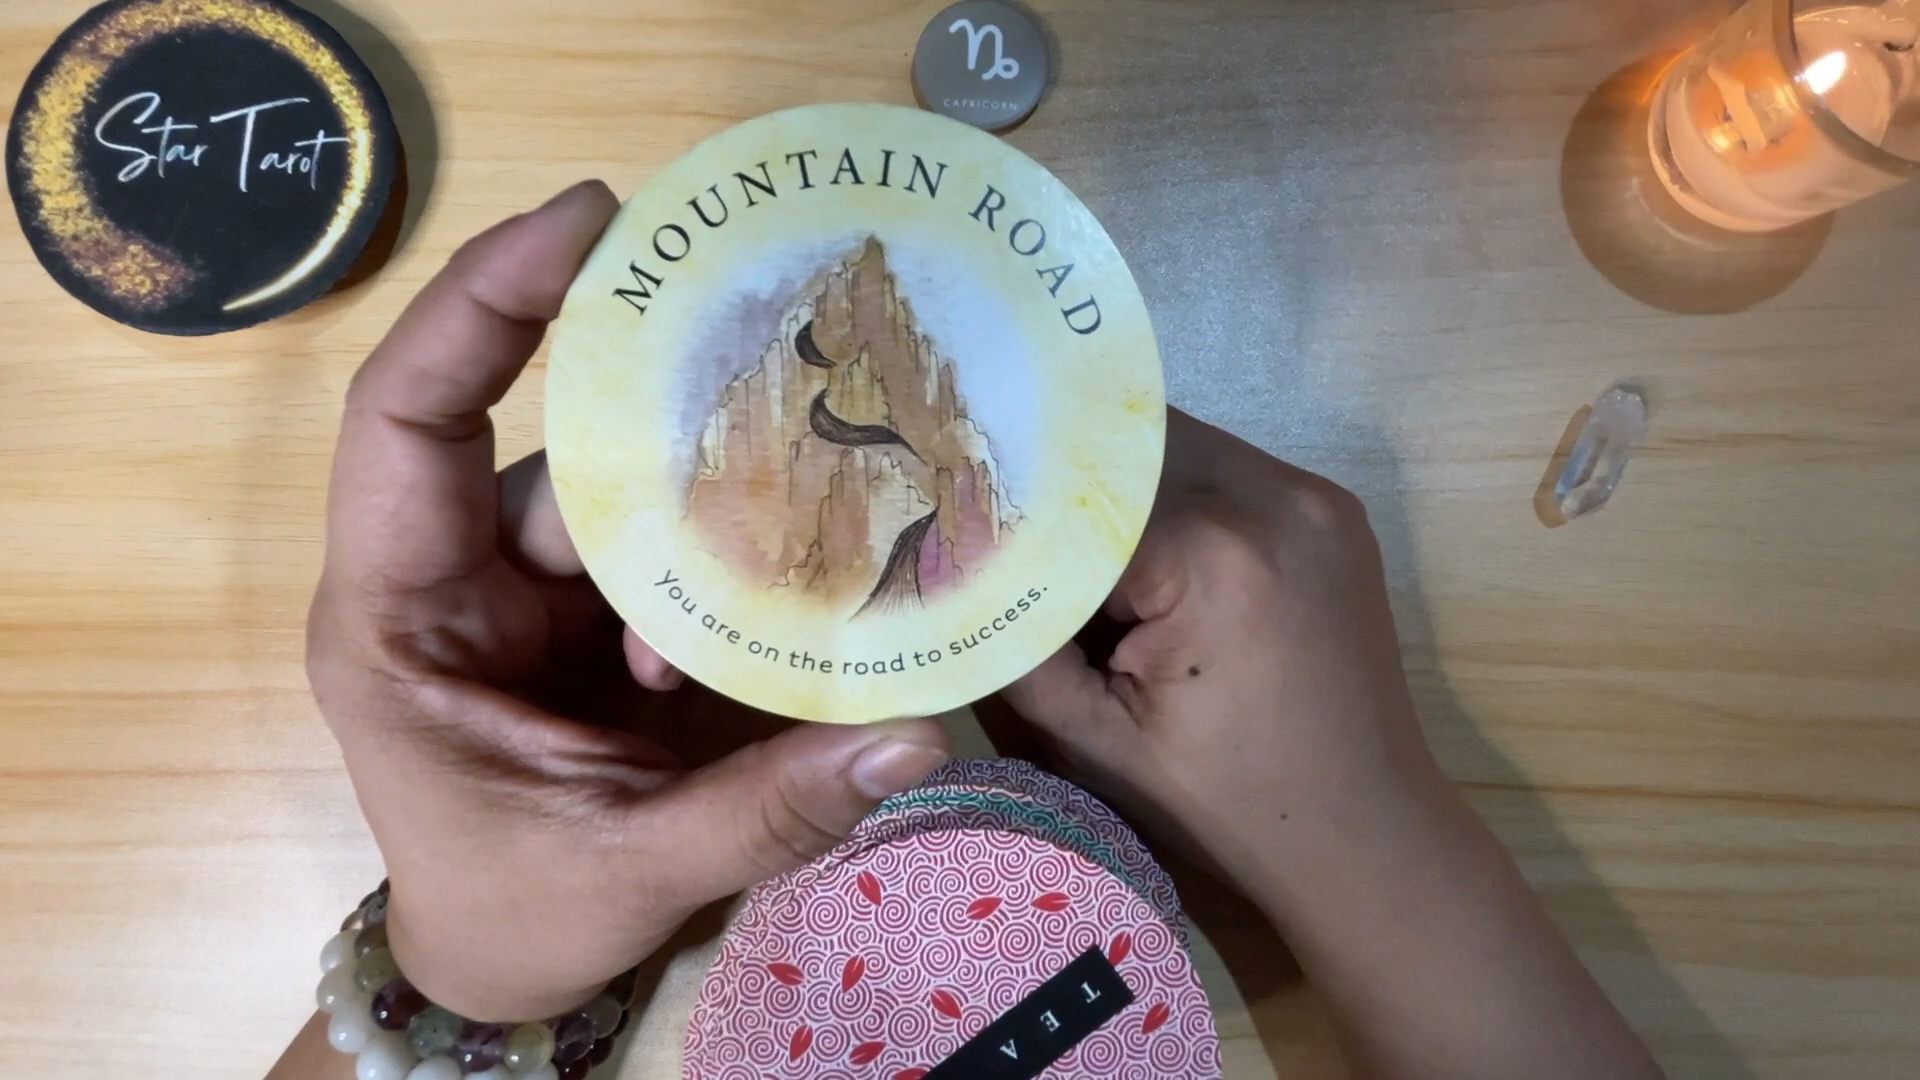 Star Tarot
CAPRICORN
MOUNTAIN ROAD
You are on the road to success.
TEA